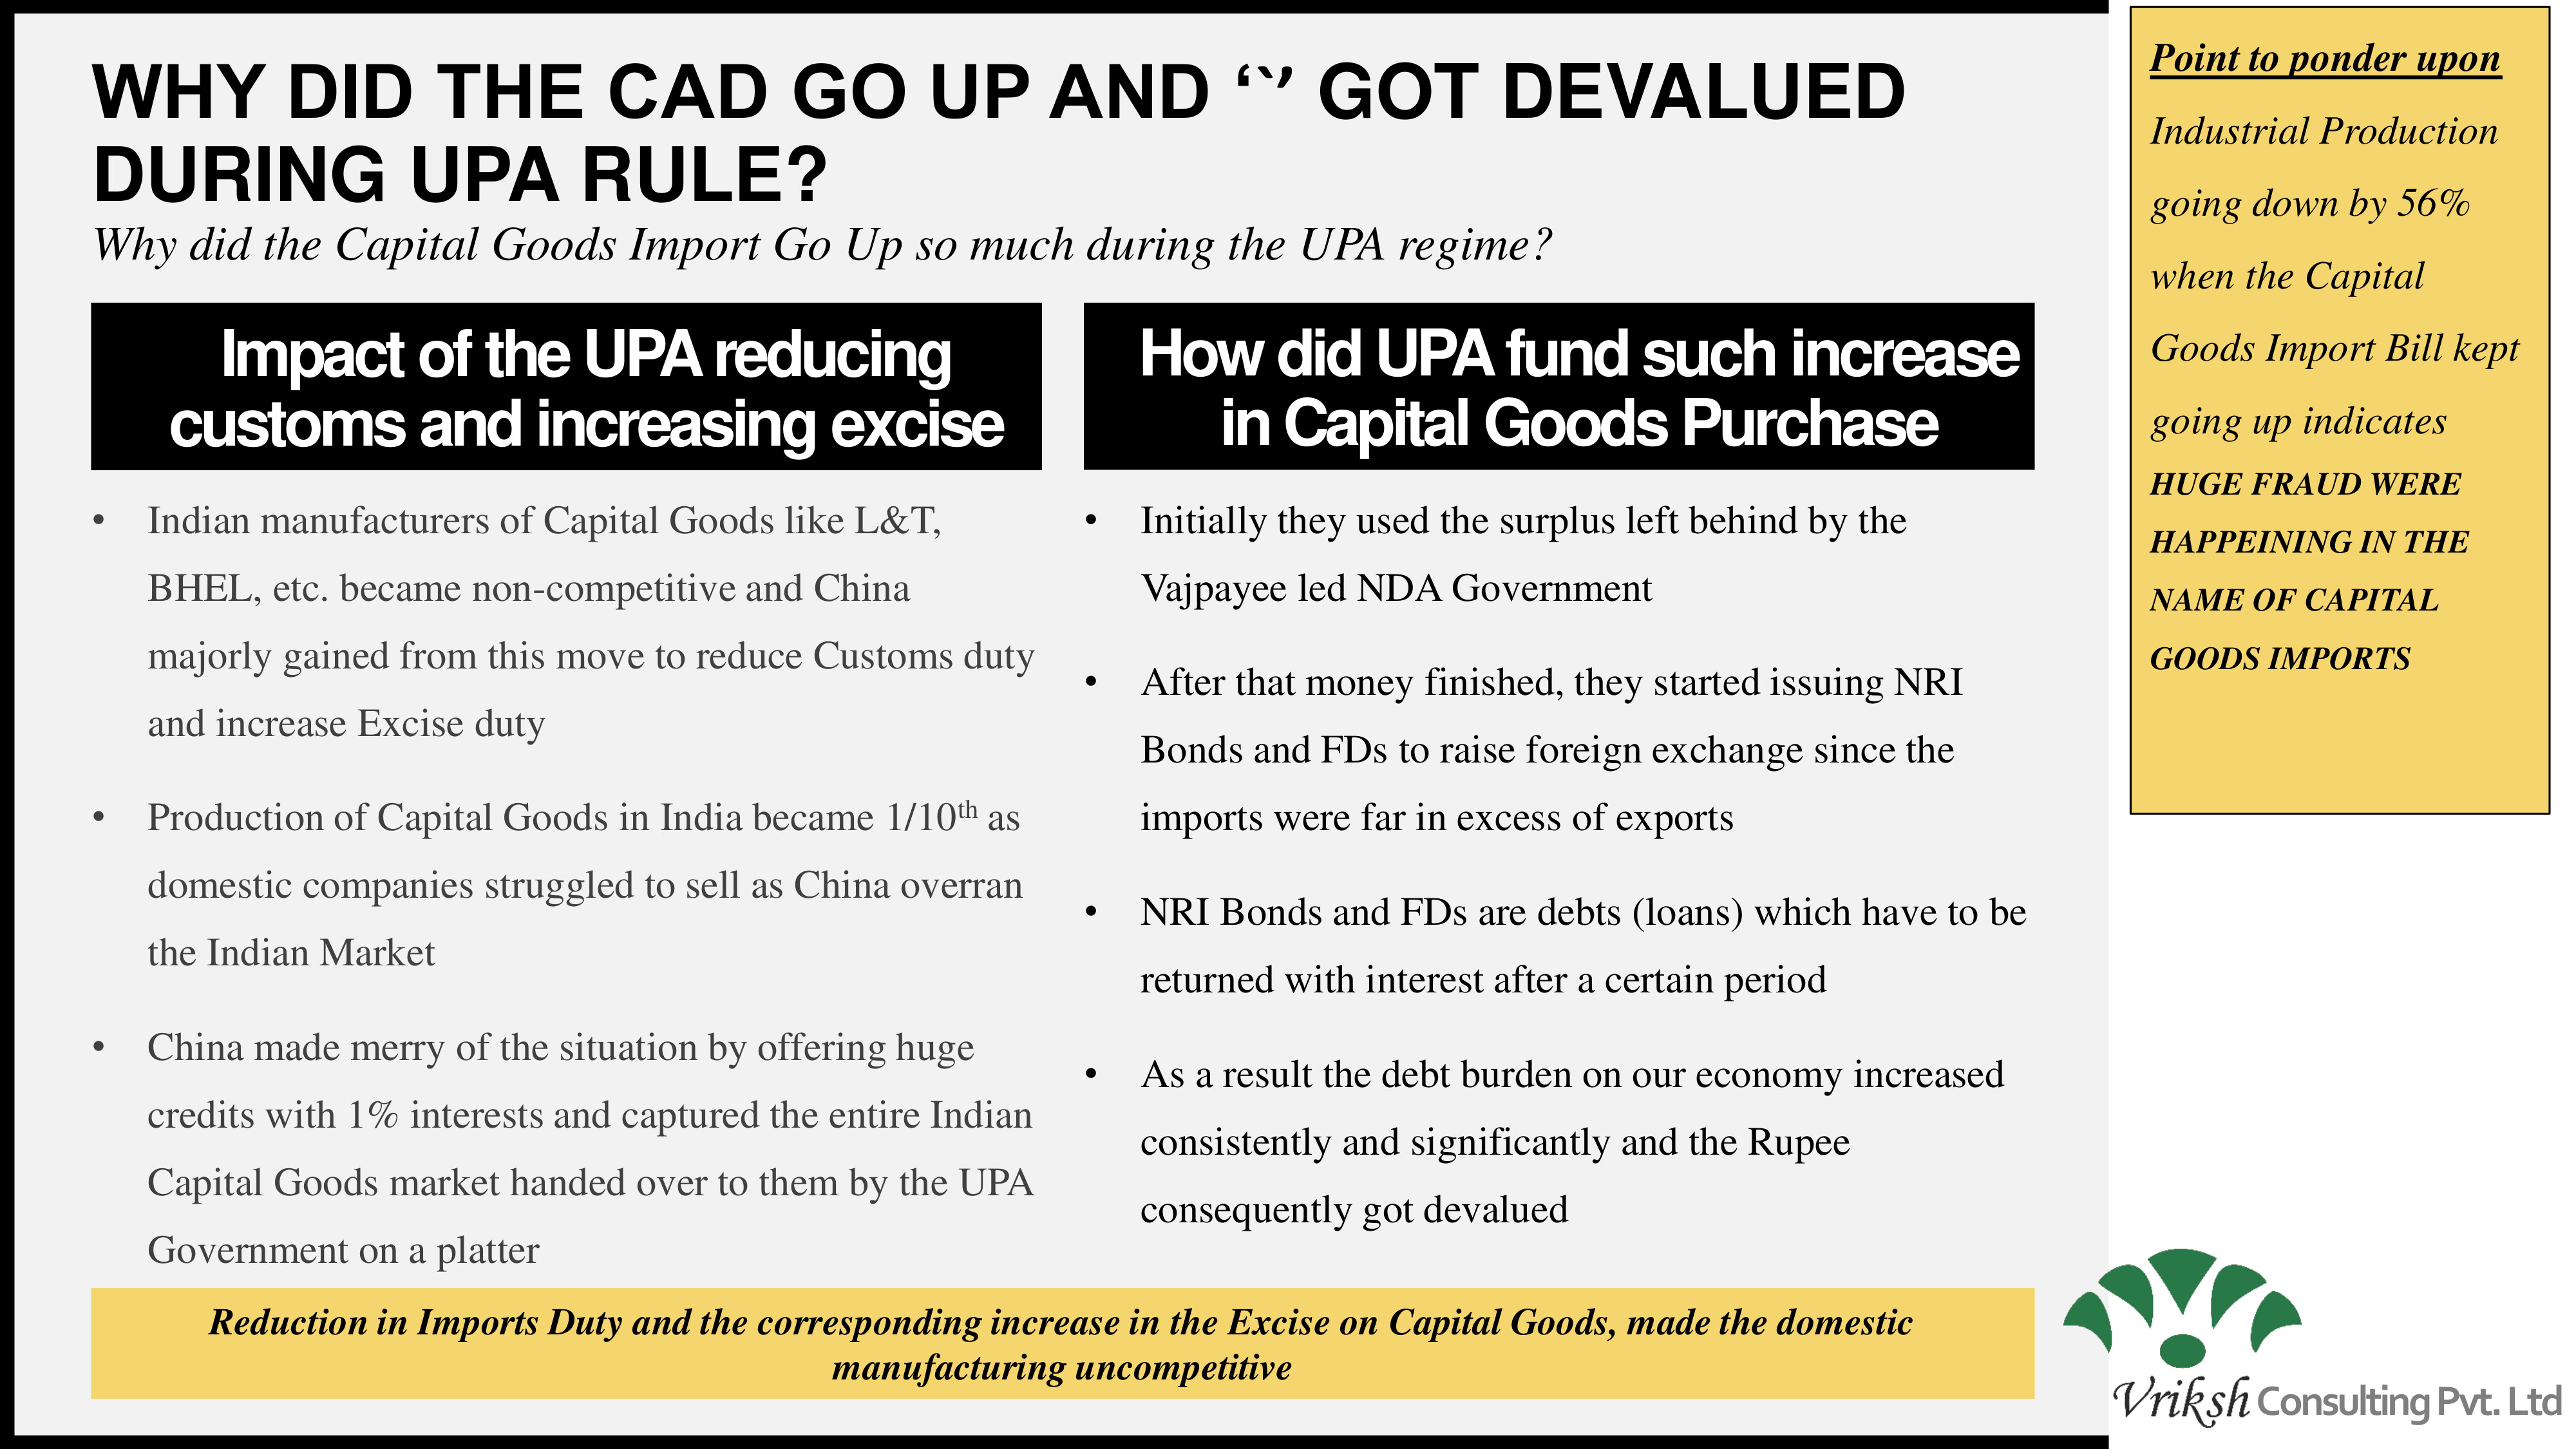 WHY DID THE CAD GO UP AND ‘`’ GOT DEVALUED
DURING UPA RULE?
Why did the Capital Goods Import Go Up so much during the UPA regime?
Impact of the UPA reducing
customs and increasing excise
• Indian manufacturers of Capital Goods like L&T,
BHEL, etc. became non-competitive and China
majorly gained from this move to reduce Customs duty
and increase Excise duty
• Production of Capital Goods in India became 1/10th as
domestic companies struggled to sell as China overran
the Indian Market
• China made merry of the situation by offering huge
credits with 1% interests and captured the entire Indian
Capital Goods market handed over to them by the UPA
Government on a platter
How did UPA fund such increase
in Capital Goods Purchase
• Initially they used the surplus left behind by the
Vajpayee led NDA Government
• After that money finished, they started issuing NRI
Bonds and FDs to raise foreign exchange since the
imports were far in excess of exports
• NRI Bonds and FDs are debts (loans) which have to be
returned with interest after a certain period
• As a result the debt burden on our economy increased
consistently and significantly and the Rupee
consequently got devalued
Reduction in Imports Duty and the corresponding increase in the Excise on Capital Goods, made the domestic
manufacturing uncompetitive
Point to ponder upon
Industrial Production
going down by 56%
when the Capital
Goods Import Bill kept
going up indicates
HUGE FRAUD WERE
HAPPEINING IN THE
NAME OF CAPITAL
GOODS IMPORTS
Vriksh Consulting Pvt. Ltd